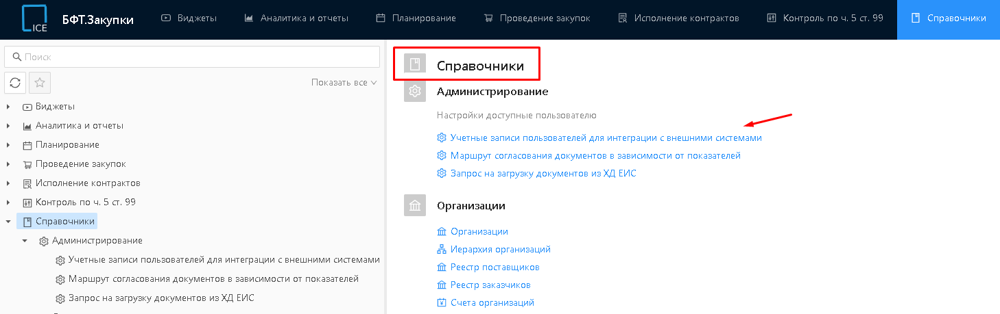 ICE
БФТ.Закупки
Виджеты
Аналитика и отчеты
Планирование
Проведение закупок
Исполнение контрактов
Контроль по ч. 5 ст. 99
Справочники
Поиск
Показать все
Виджеты
Аналитика и отчеты
Планирование
Проведение закупок
Исполнение контрактов
Контроль по ч. 5 ст. 99
Справочники
Администрирование
Учетные записи пользователей для интеграции с внешними системами
Маршрут согласования документов в зависимости от показателей
Запрос на загрузку документов из ХД ЕИС
Справочники
Администрирование
Настройки доступные пользователю
Учетные записи пользователей для интеграции с внешними системами
Маршрут согласования документов в зависимости от показателей
Запрос на загрузку документов из ХД ЕИС
Организации
Организации
Иерархия организаций
Реестр поставщиков
Реестр заказчиков
Счета организаций